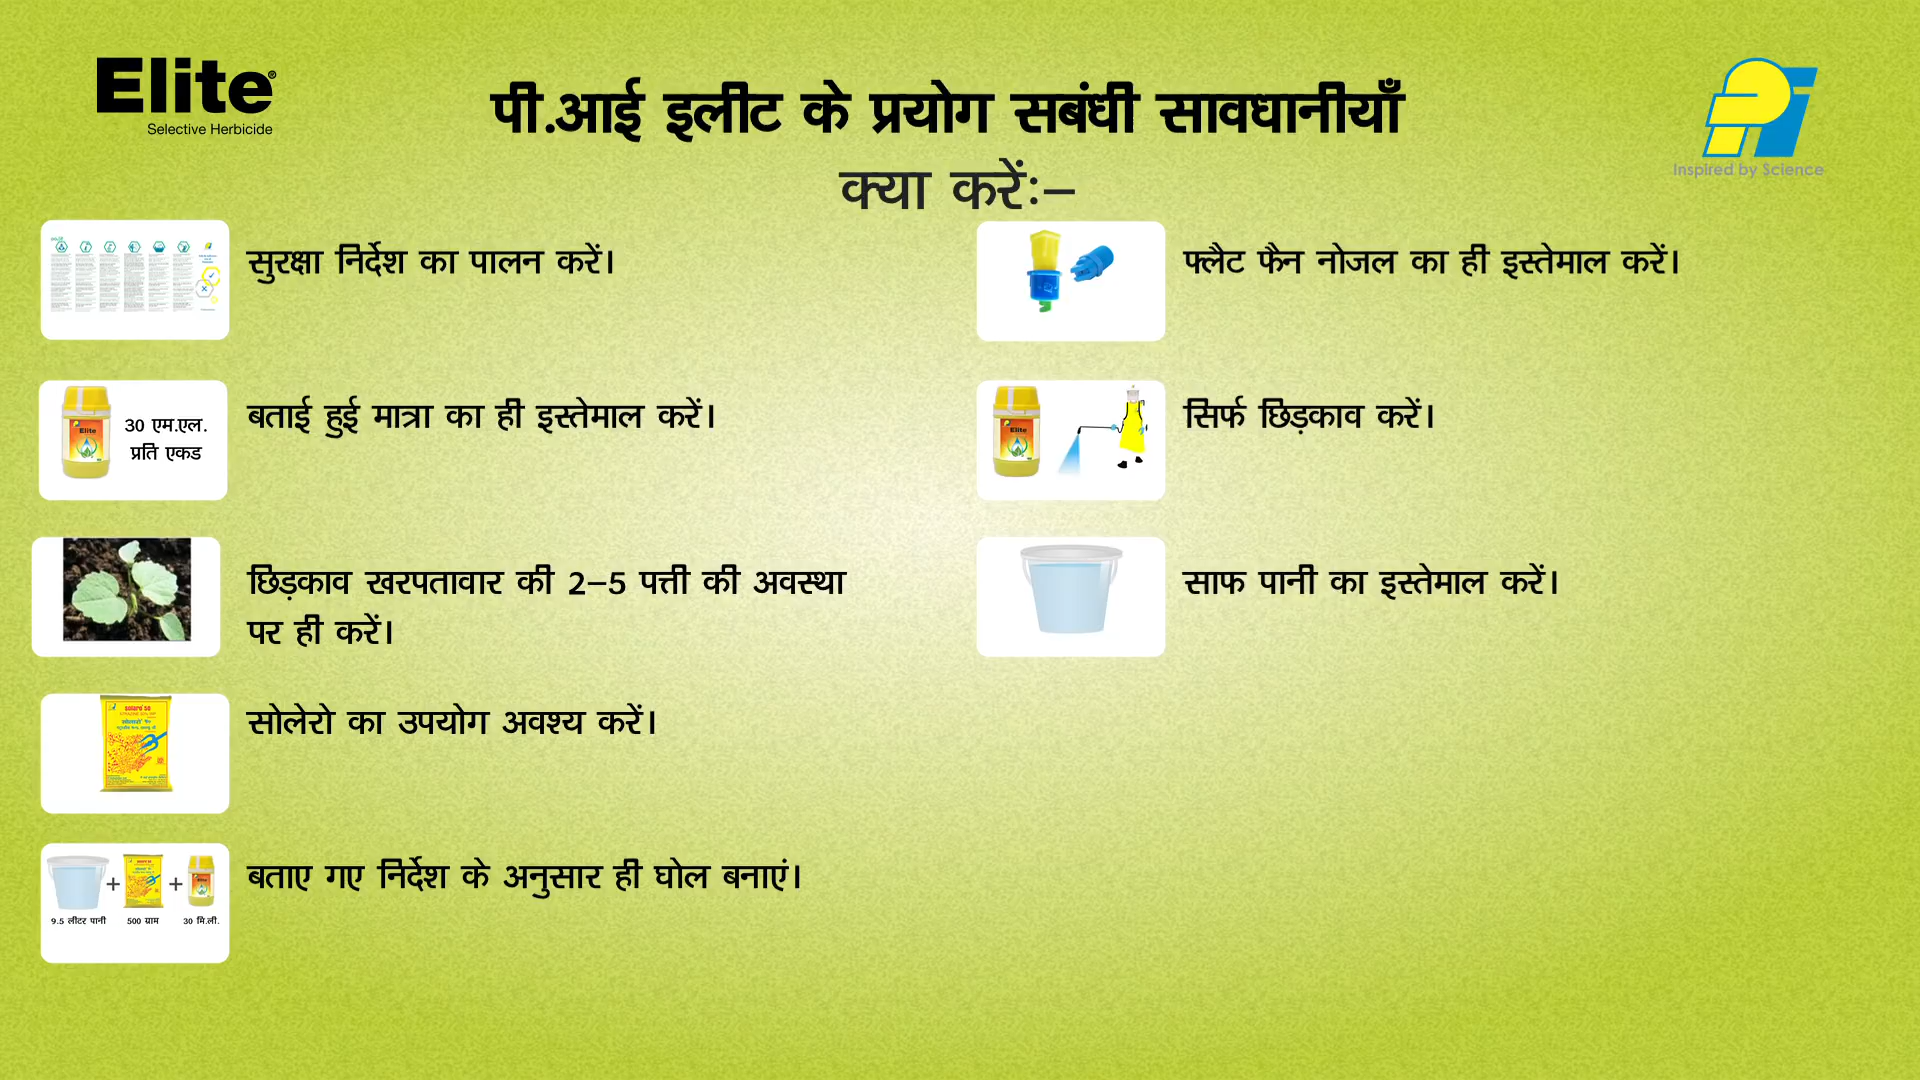 Elite®
Selective Herbicide
पी.आई इलीट के प्रयोग सबंधी सावधानीयाँ
क्या करें:–
Inspired by Science
सुरक्षा निर्देश का पालन करें।
30 एम.एल.
प्रति एकड
Elite
बताई हुई मात्रा का ही इस्तेमाल करें।
छिड़काव खरपतावार की 2–5 पत्ती की अवस्था
पर ही करें।
सोलेरो का उपयोग अवश्य करें।
+ +
9.5 लीटर पानी 500 ग्राम 30 मि.ली.
बताए गए निर्देश के अनुसार ही घोल बनाएं।
फ्लैट फैन नोजल का ही इस्तेमाल करें।
Elite
सिर्फ छिड़काव करें।
साफ पानी का इस्तेमाल करें।